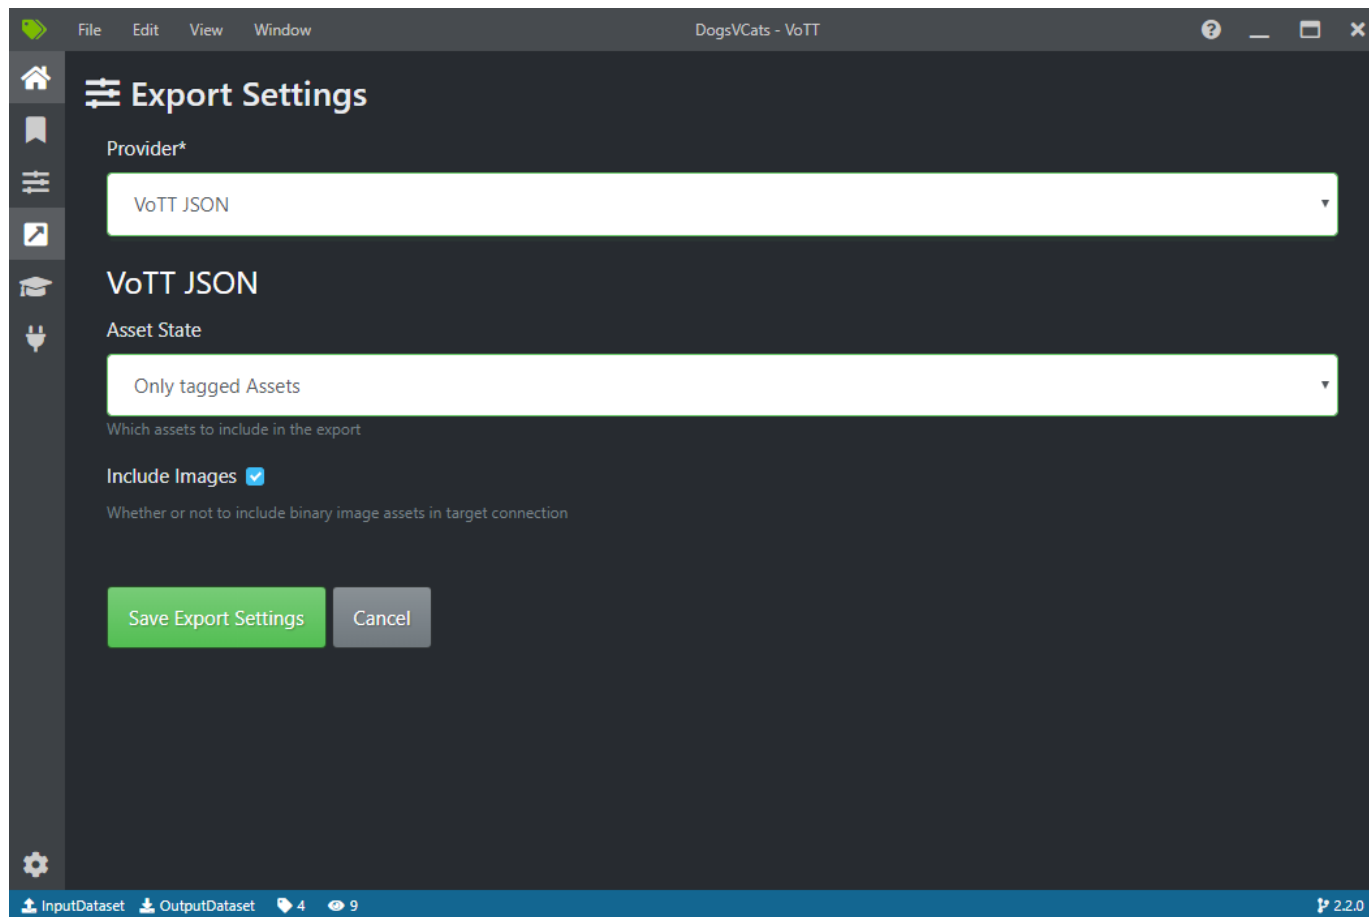 File Edit View Window DogsVCats - VoTT
Export Settings
Provider*
VoTT JSON
VoTT JSON
Asset State
Only tagged Assets
Which assets to include in the export
Include Images
Whether or not to include binary image assets in target connection
Save Export Settings Cancel
InputDataset OutputDataset 4 9 2.2.0